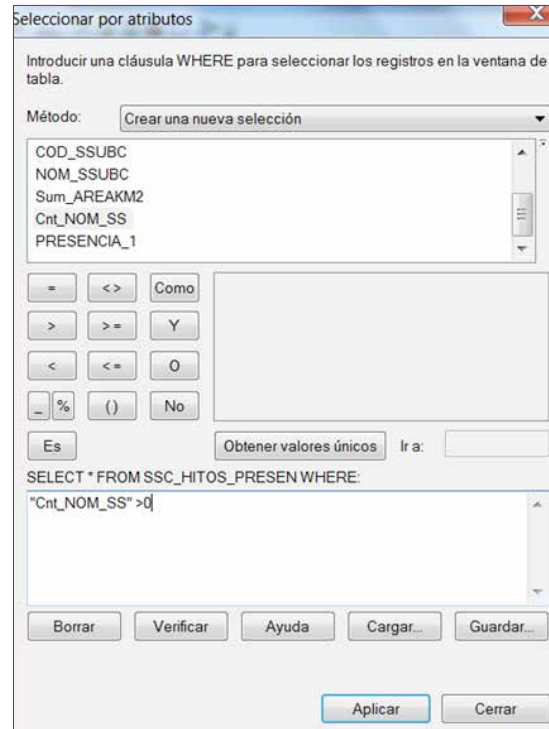 Seleccionar por atributos
Introducir una cláusula WHERE para seleccionar los registros en la ventana de
tabla.
Método: Crear una nueva selección
COD_SSUBC
NOM_SSUBC
Sum_AREAKM2
Cnt_NOM_SS
PRESENCIA_1
= <> Como
> >= Y
< <= O
_ % () No
Es Obtener valores únicos Ir a:
SELECT * FROM SSC_HITOS_PRESEN WHERE:
"Cnt_NOM_SS" >0
Borrar Verificar Ayuda Cargar... Guardar...
Aplicar Cerrar